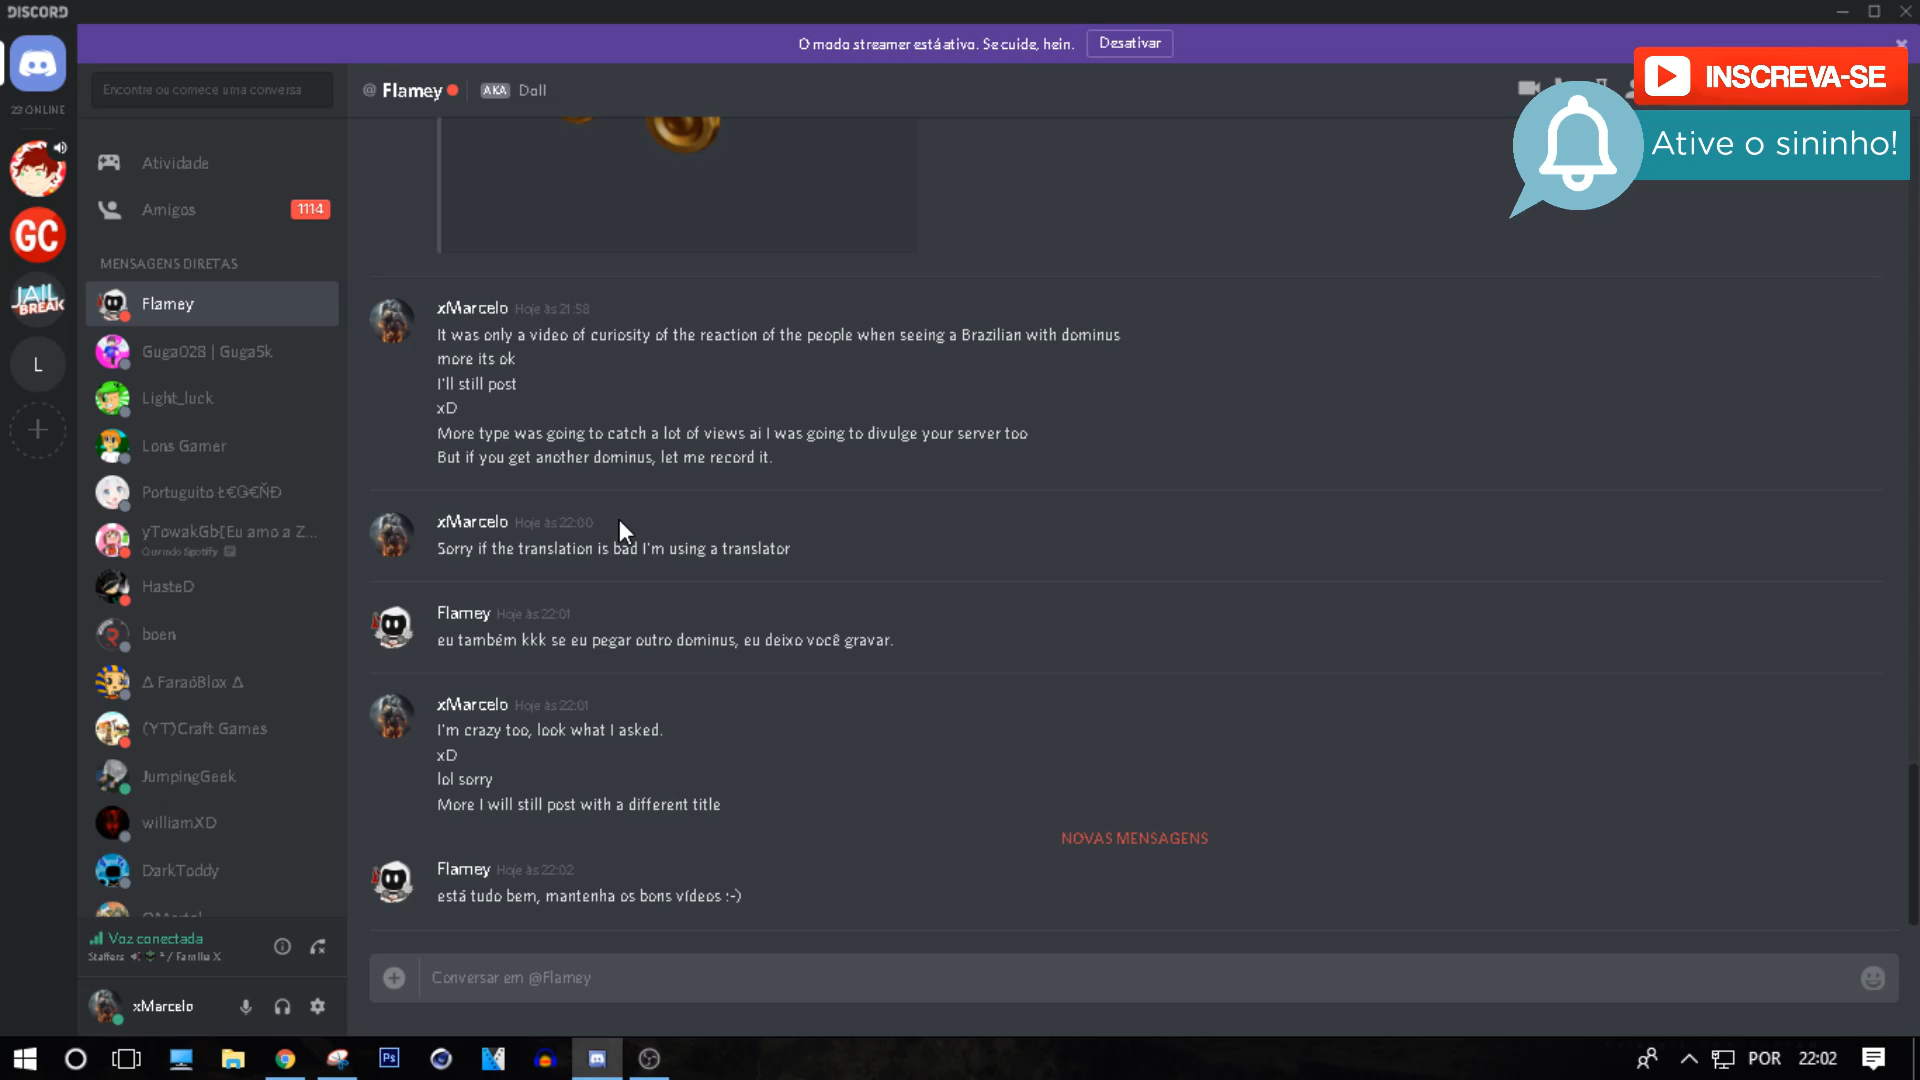 DISCORD
O modo streamer está ativo. Se cuide, hein.
Desativar
INSCREVA-SE
Ative o sininho!
Encontre ou comece uma conversa
@ Flamey
AKA Doll
23 ONLINE
Atividade
Amigos
1114
GC
JAIL
BREAK
L
MENSAGENS DIRETAS
Flamey
Guga028 | Guga5k
Light_luck
Lons Gamer
Portuguito Ł€G€ÑÐ
yTowakGb[Eu amo a Z...
Ouvindo Spotify
HasteD
boen
Δ FaraóBlox Δ
(YT)Craft Games
JumpingGeek
williamXD
DarkToddy
Voz conectada
Staffers / Família X
xMarcelo
xMarcelo Hoje às 21:58
It was only a video of curiosity of the reaction of the people when seeing a Brazilian with dominus
more its ok
I'll still post
xD
More type was going to catch a lot of views ai I was going to divulge your server too
But if you get another dominus, let me record it.
xMarcelo Hoje às 22:00
Sorry if the translation is bad I'm using a translator
Flamey Hoje às 22:01
eu também kkk se eu pegar outro dominus, eu deixo você gravar.
xMarcelo Hoje às 22:01
I'm crazy too, look what I asked.
xD
lol sorry
More I will still post with a different title
NOVAS MENSAGENS
Flamey Hoje às 22:02
está tudo bem, mantenha os bons vídeos :-)
Conversar em @Flamey
Ps
POR
22:02